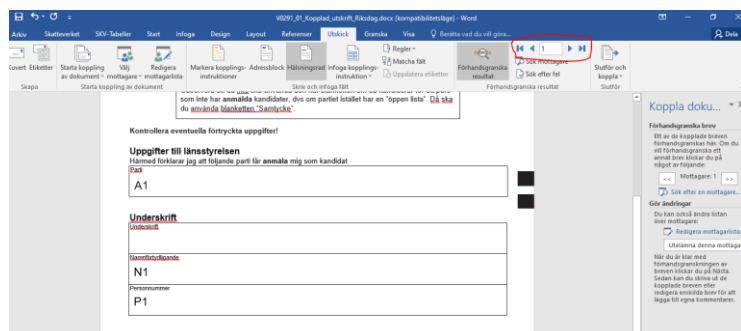 V0291_01_Kopplad_utskrift_Riksdag.docx [kompatibilitetsläge] - Word
Arkiv Skatteverket SKV-Tabeller Start Infoga Design Layout Referenser Utskick Granska Visa Berätta vad du vill göra... Dela
Kuvert Etiketter
Skapa
Starta koppling av dokument
Välj mottagare
Redigera mottagarlista
Starta koppling av dokument
Markera kopplings-instruktioner
Adressblock
Hälsningsrad
Infoga kopplings-instruktion
Regler
Matcha fält
Uppdatera etiketter
Skriv och infoga fält
Förhandsgranska resultat
1
Sök mottagare
Sök efter fel
Förhandsgranska resultat
Slutför och koppla
Slutför
som inte har anmälda kandidater, dvs om partiet istället har en "öppen lista". Då ska
du använda blanketten "Samtycke".
Kontrollera eventuella förtryckta uppgifter!
Uppgifter till länsstyrelsen
Härmed förklarar jag att följande parti får anmäla mig som kandidat
Parti
A1
Underskrift
Underskrift
Namnförtydligande
N1
Personnummer
P1
Koppla doku...
Förhandsgranska brev
Ett av de kopplade breven
förhandsgranskas här. Om du
vill förhandsgranska ett
annat brev klickar du på
något av följande:
<< Mottagare: 1 >>
Sök efter en mottagare...
Gör ändringar
Du kan också ändra listan
över mottagare:
Redigera mottagarlista...
Utelämna denna mottaga
När du är klar med
förhandsgranskningen av
breven klickar du på Nästa.
Sedan kan du skriva ut de
kopplade breven eller
redigera enskilda brev för att
lägga till egna kommentarer.